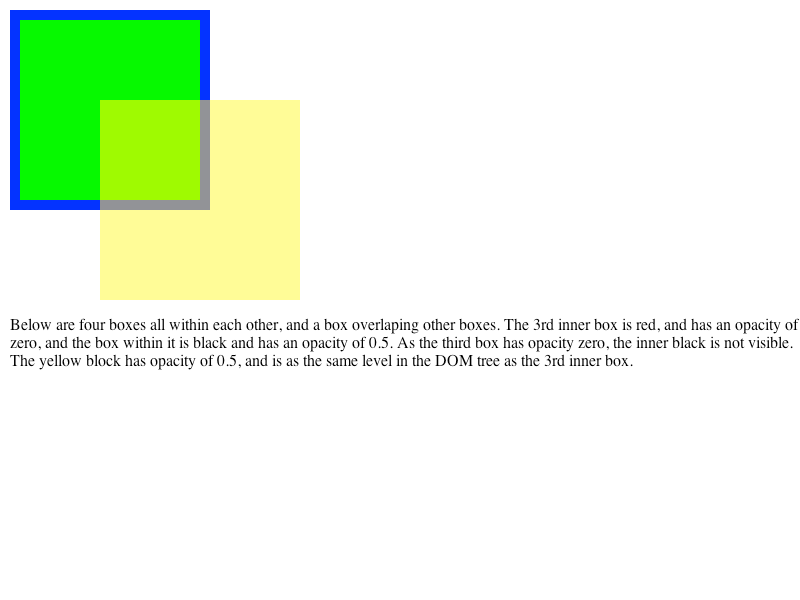 Below are four boxes all within each other, and a box overlaping other boxes. The 3rd inner box is red, and has an opacity of
zero, and the box within it is black and has an opacity of 0.5. As the third box has opacity zero, the inner black is not visible.
The yellow block has opacity of 0.5, and is as the same level in the DOM tree as the 3rd inner box.